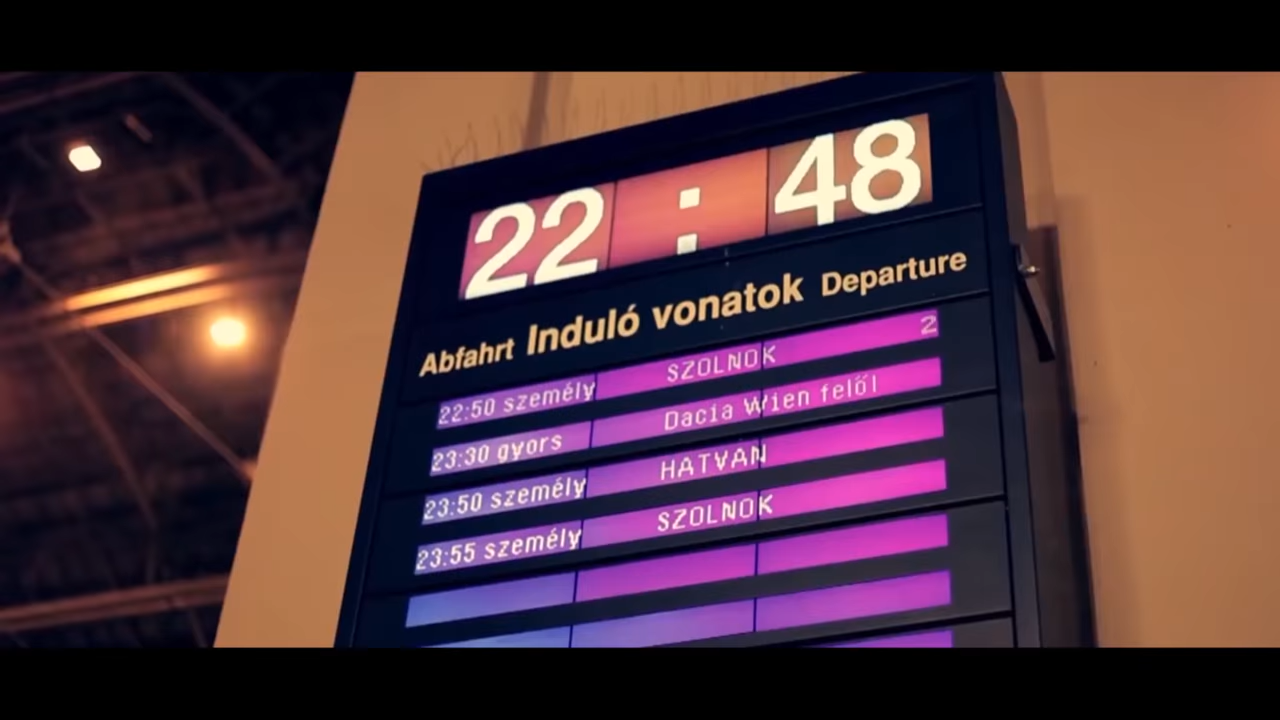 22:48
Abfahrt Induló vonatok Departure
22:50 személy SZOLNOK 2
23:30 gyors Dacia Wien felől
23:50 személy HATVAN
23:55 személy SZOLNOK